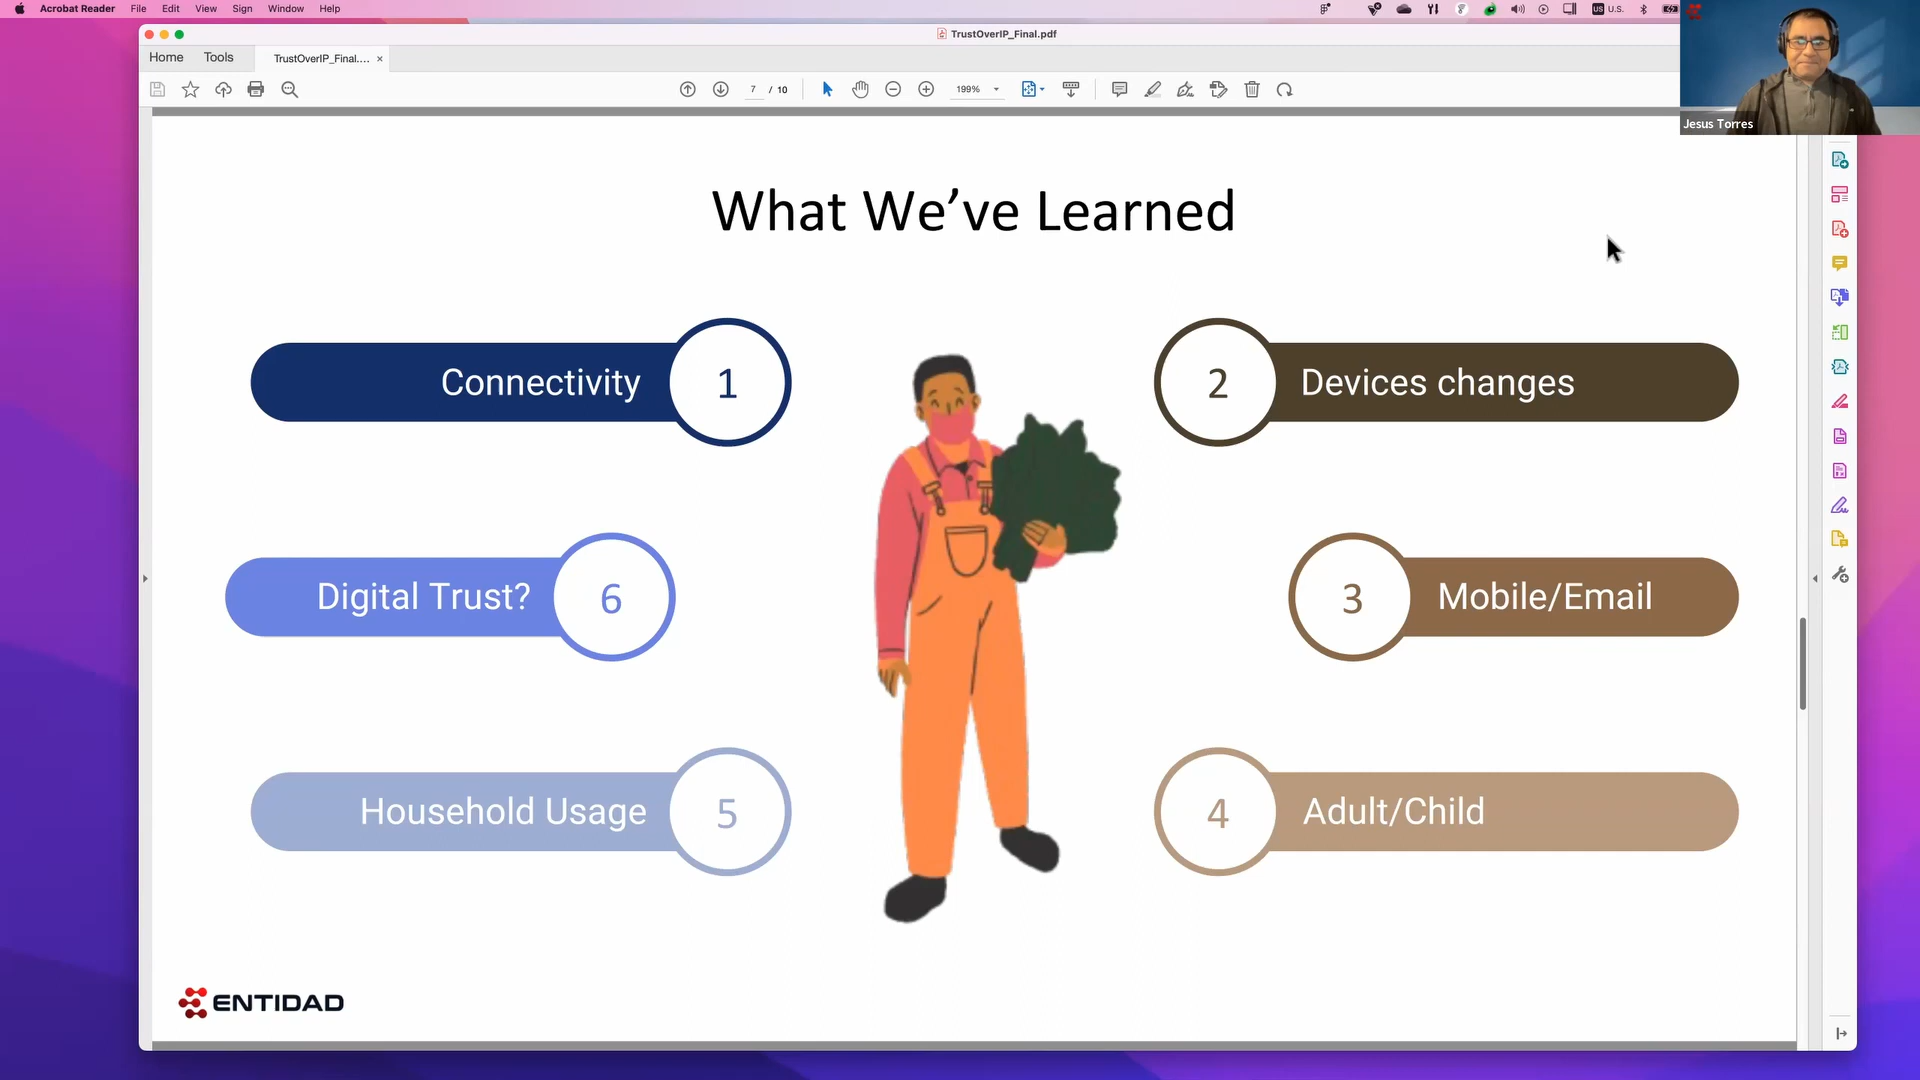 Acrobat Reader File Edit View Sign Window Help
U.S.
TrustOverIP_Final.pdf
Home Tools TrustOverIP_Final.... ×
7 / 10 199%
Jesus Torres
What We’ve Learned
Connectivity 1
2 Devices changes
Digital Trust? 6
3 Mobile/Email
Household Usage 5
4 Adult/Child
ENTIDAD